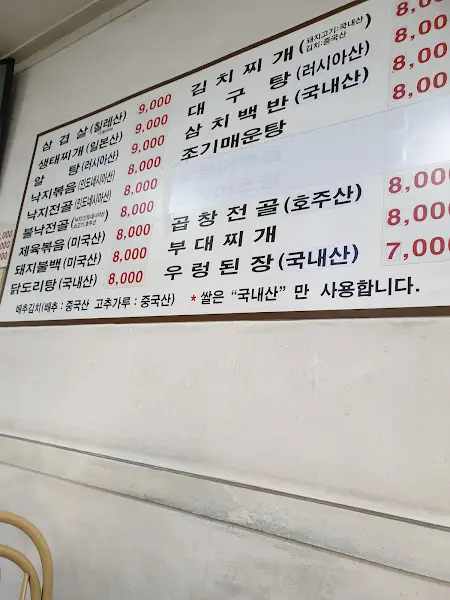 삼겹살(칠레산) 9,000
생태찌개(일본산) 9,000
알탕(러시아산) 9,000
낙지볶음(인도네시아산) 8,000
낙지전골(인도네시아산) 8,000
불낙전골 8,000
제육볶음(미국산) 8,000
돼지불백(미국산) 8,000
닭도리탕(국내산) 8,000
김치찌개(돼지고기:국내산 김치:중국산) 8,00
대구탕(러시아산) 8,00
삼치백반(국내산) 8,00
조기매운탕 8,00
곱창전골(호주산) 8,000
부대찌개 8,000
우렁된장(국내산) 7,000
배추김치(배추 : 중국산 고추가루 : 중국산) * 쌀은 “국내산” 만 사용합니다.